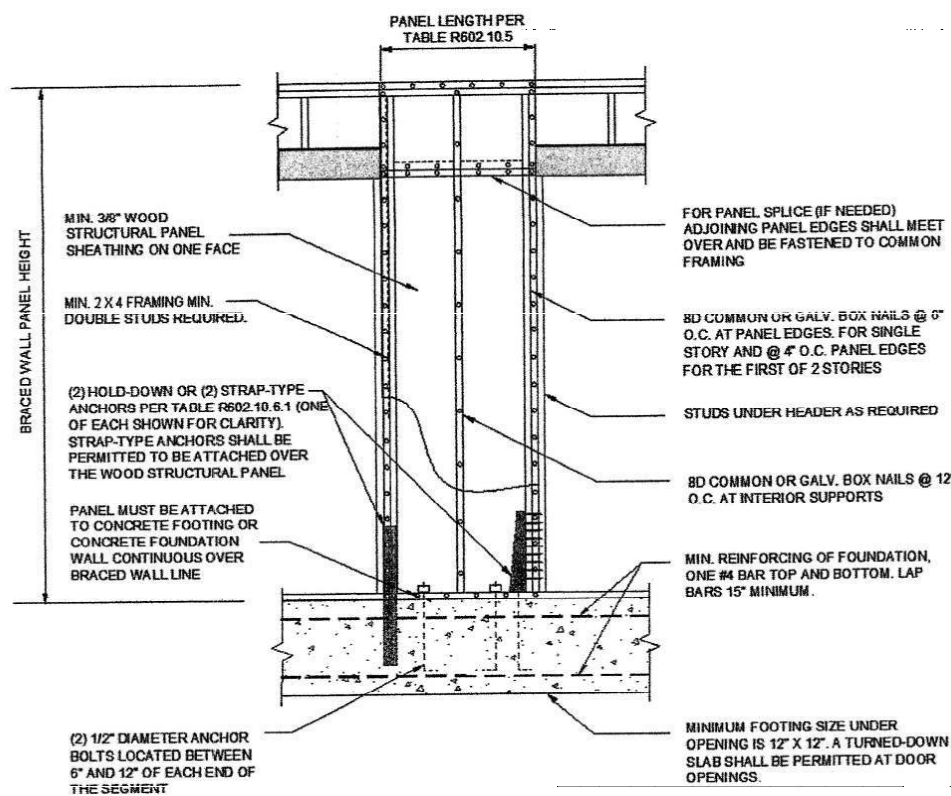 PANEL LENGTH PER
TABLE R602.10.5
BRACED WALL PANEL HEIGHT
MIN. 3/8" WOOD
STRUCTURAL PANEL
SHEATHING ON ONE FACE
MIN. 2 X 4 FRAMING MIN.
DOUBLE STUDS REQUIRED.
(2) HOLD-DOWN OR (2) STRAP-TYPE
ANCHORS PER TABLE R602.10.6.1 (ONE
OF EACH SHOWN FOR CLARITY).
STRAP-TYPE ANCHORS SHALL BE
PERMITTED TO BE ATTACHED OVER
THE WOOD STRUCTURAL PANEL
PANEL MUST BE ATTACHED
TO CONCRETE FOOTING OR
CONCRETE FOUNDATION
WALL CONTINUOUS OVER
BRACED WALL LINE
(2) 1/2" DIAMETER ANCHOR
BOLTS LOCATED BETWEEN
6" AND 12" OF EACH END OF
THE SEGMENT
FOR PANEL SPLICE (IF NEEDED)
ADJOINING PANEL EDGES SHALL MEET
OVER AND BE FASTENED TO COMMON
FRAMING
8D COMMON OR GALV. BOX NAILS @ 6"
O.C. AT PANEL EDGES. FOR SINGLE
STORY AND @ 4" O.C. PANEL EDGES
FOR THE FIRST OF 2 STORIES
STUDS UNDER HEADER AS REQUIRED
8D COMMON OR GALV. BOX NAILS @ 12"
O.C. AT INTERIOR SUPPORTS
MIN. REINFORCING OF FOUNDATION,
ONE #4 BAR TOP AND BOTTOM. LAP
BARS 15" MINIMUM.
MINIMUM FOOTING SIZE UNDER
OPENING IS 12" X 12". A TURNED-DOWN
SLAB SHALL BE PERMITTED AT DOOR
OPENINGS.